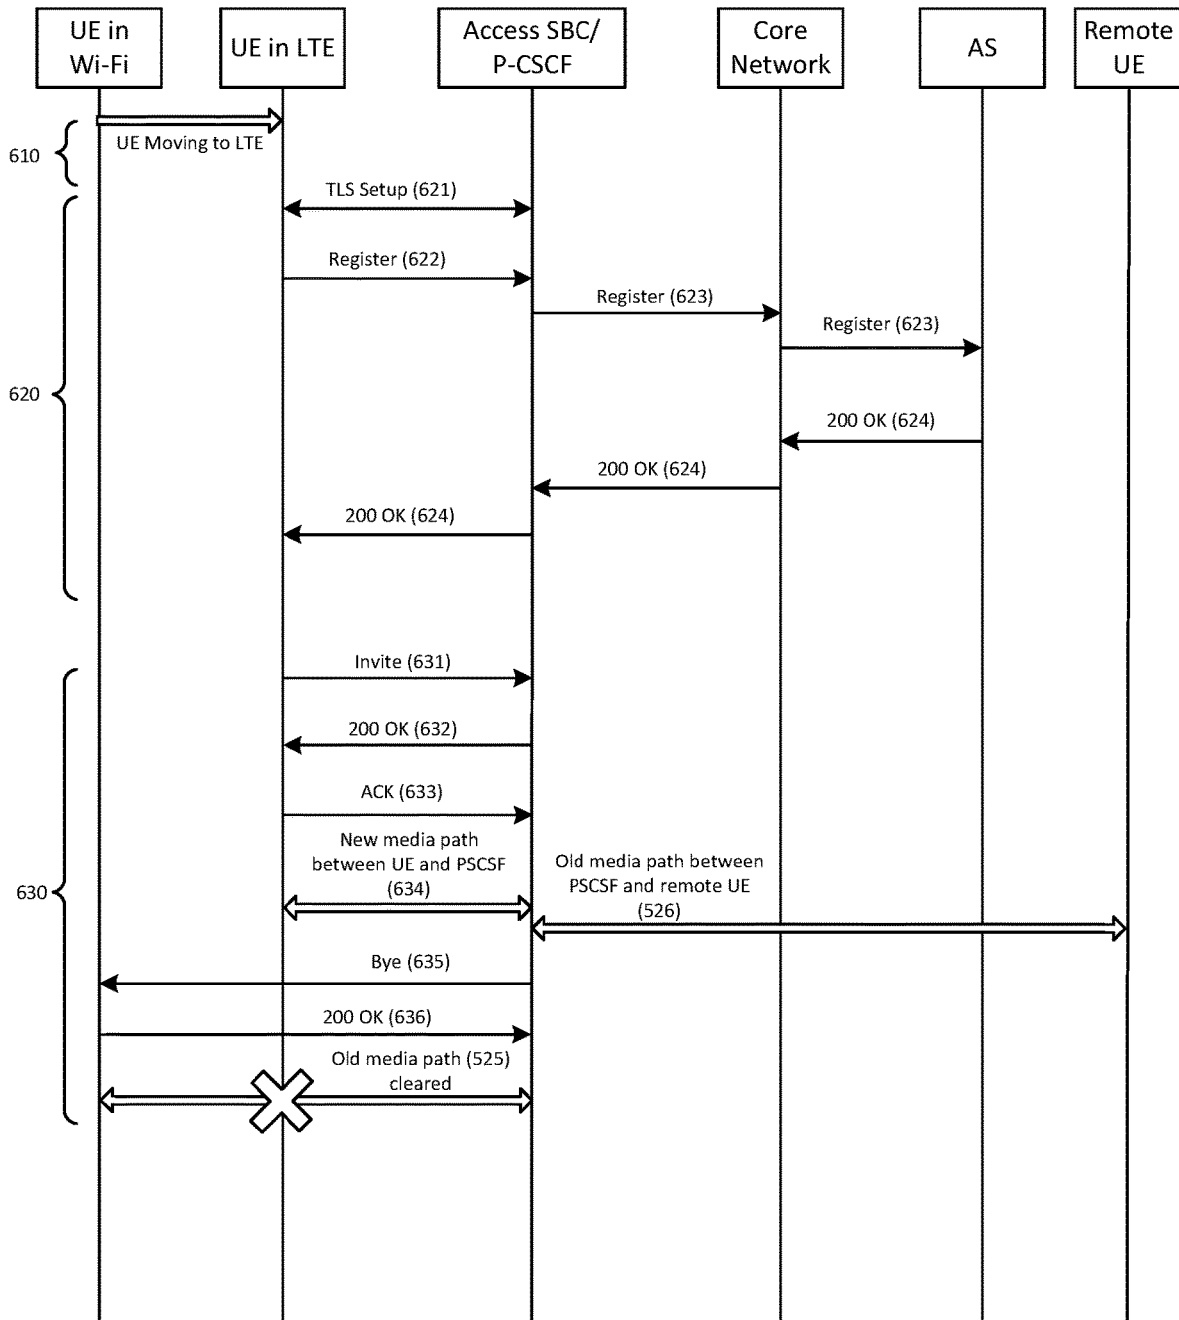 UE in
Wi-Fi
UE in LTE
Access SBC/
P-CSCF
Core
Network
AS
Remote
UE
UE Moving to LTE
610
TLS Setup (621)
Register (622)
Register (623)
Register (623)
620
200 OK (624)
200 OK (624)
200 OK (624)
Invite (631)
200 OK (632)
ACK (633)
New media path
between UE and PSCSF
(634)
Old media path between
PSCSF and remote UE
(526)
630
Bye (635)
200 OK (636)
Old media path (525)
cleared